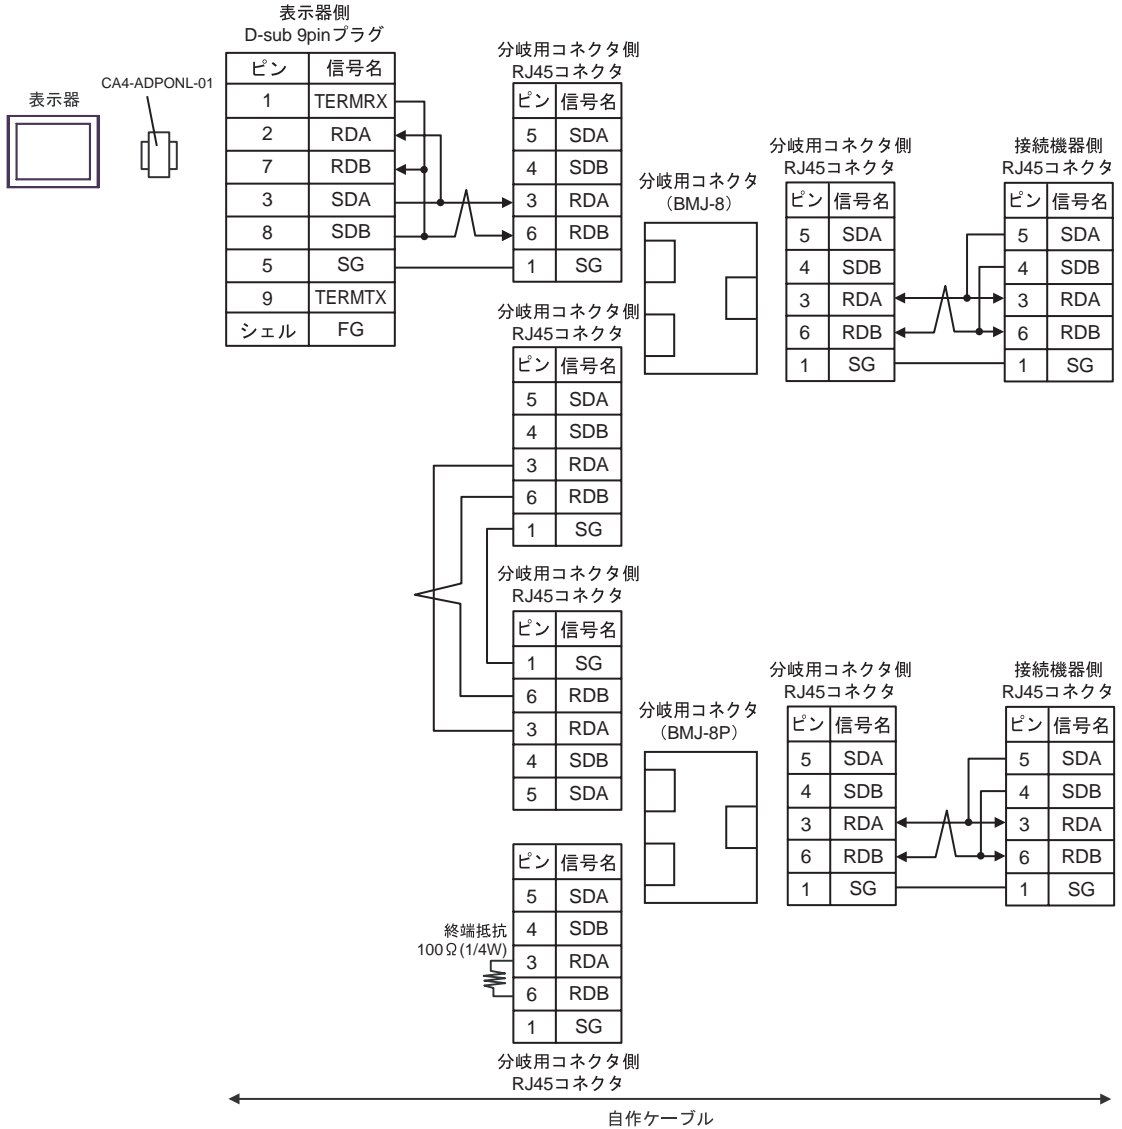 表示器側
D-sub 9pinプラグ
ピン 信号名
1 TERMRX
2 RDA
7 RDB
3 SDA
8 SDB
5 SG
9 TERMTX
シェル FG
表示器
CA4-ADPONL-01
分岐用コネクタ側
RJ45コネクタ
ピン 信号名
5 SDA
4 SDB
3 RDA
6 RDB
1 SG
分岐用コネクタ
（BMJ-8）
分岐用コネクタ側
RJ45コネクタ
ピン 信号名
5 SDA
4 SDB
3 RDA
6 RDB
1 SG
接続機器側
RJ45コネクタ
ピン 信号名
5 SDA
4 SDB
3 RDA
6 RDB
1 SG
分岐用コネクタ側
RJ45コネクタ
ピン 信号名
5 SDA
4 SDB
3 RDA
6 RDB
1 SG
分岐用コネクタ側
RJ45コネクタ
ピン 信号名
1 SG
6 RDB
3 RDA
4 SDB
5 SDA
分岐用コネクタ
（BMJ-8P）
分岐用コネクタ側
RJ45コネクタ
ピン 信号名
5 SDA
4 SDB
3 RDA
6 RDB
1 SG
接続機器側
RJ45コネクタ
ピン 信号名
5 SDA
4 SDB
3 RDA
6 RDB
1 SG
ピン 信号名
5 SDA
4 SDB
3 RDA
6 RDB
1 SG
終端抵抗
100Ω(1/4W)
分岐用コネクタ側
RJ45コネクタ
自作ケーブル